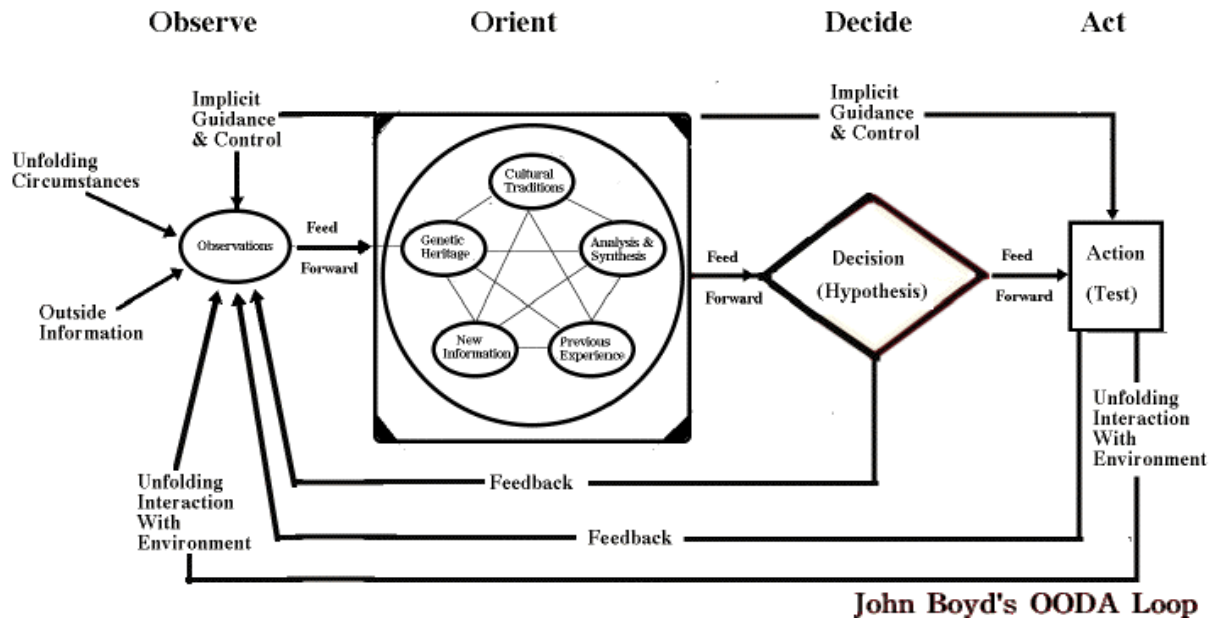 Observe
Orient
Decide
Act
Implicit
Guidance
& Control
Unfolding
Circumstances
Observations
Outside
Information
Feed
Forward
Cultural
Traditions
Genetic
Heritage
Analysis &
Synthesis
New
Information
Previous
Experience
Feed
Forward
Implicit
Guidance
& Control
Decision
(Hypothesis)
Feed
Forward
Action
(Test)
Unfolding
Interaction
With
Environment
Feedback
Unfolding
Interaction
With
Environment
Feedback
John Boyd's OODA Loop